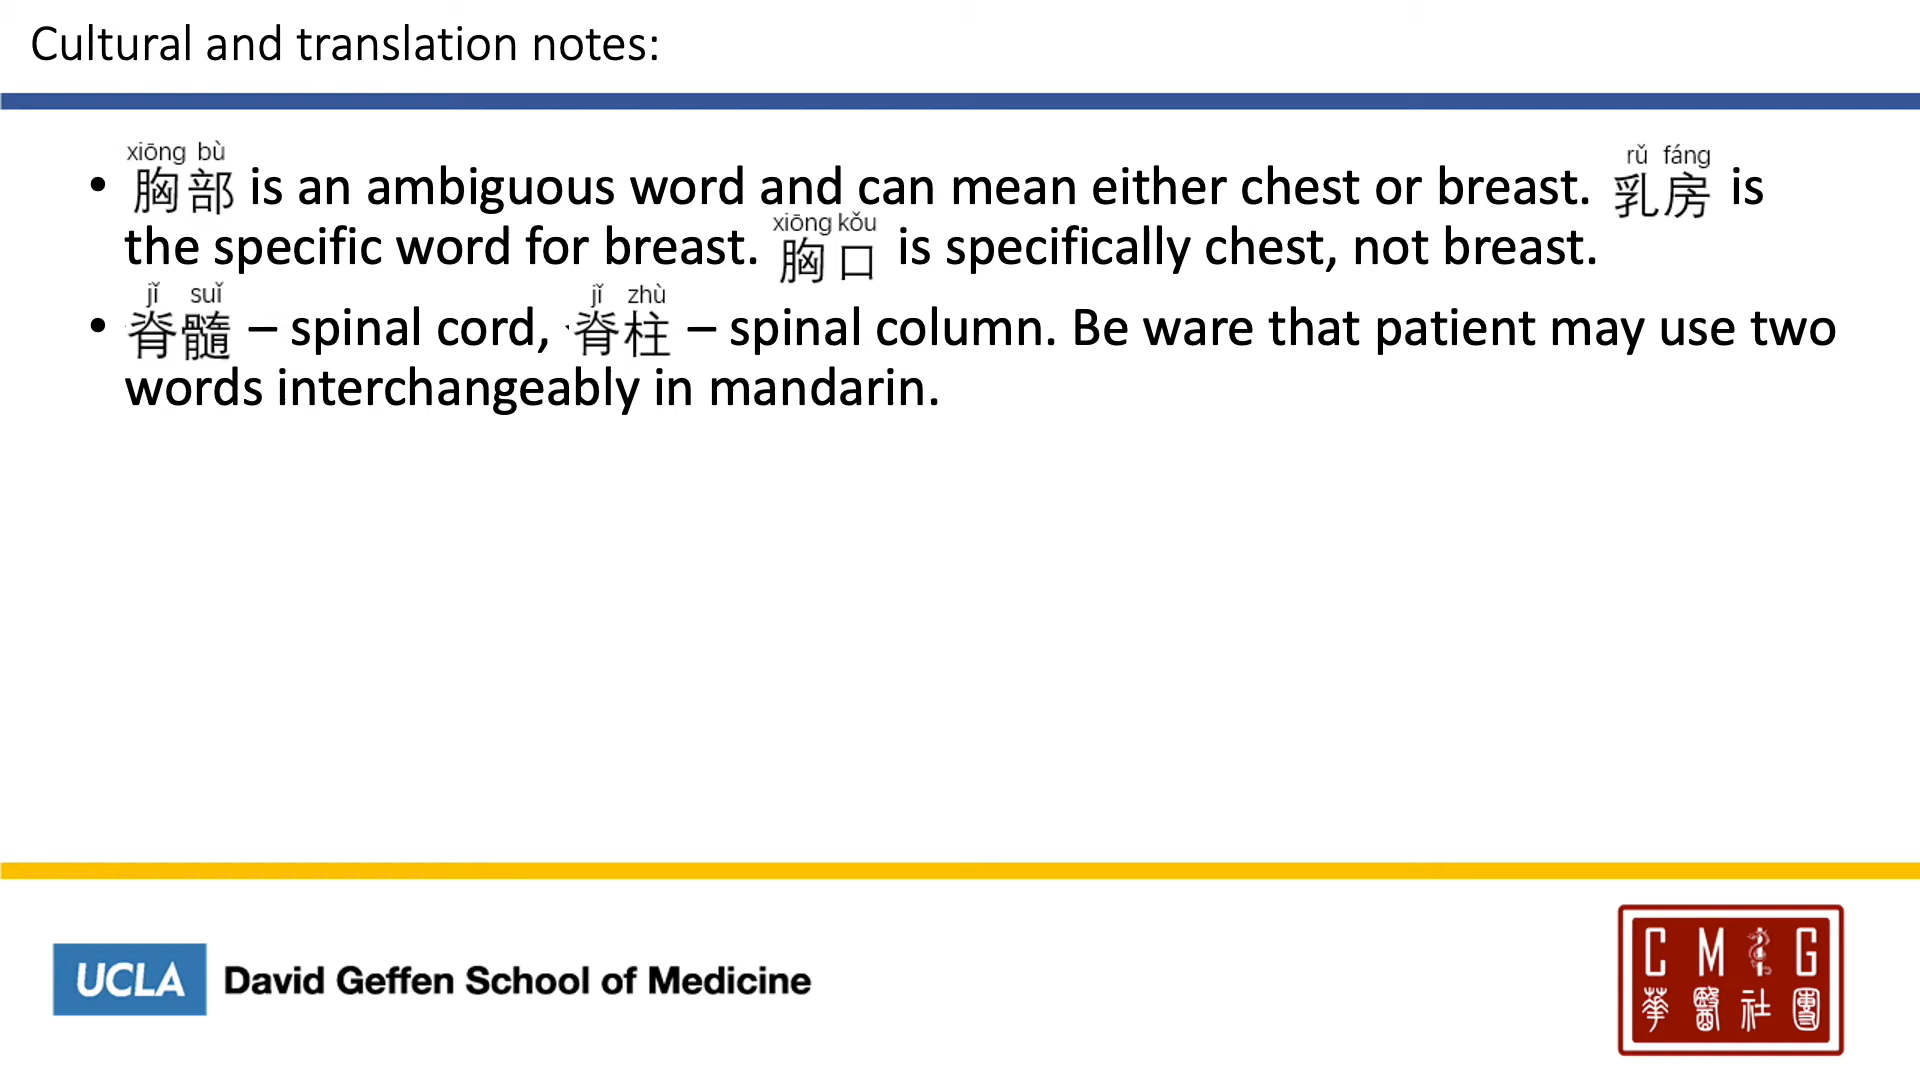 Cultural and translation notes:
xiōng bù rǔ fáng
• 胸部 is an ambiguous word and can mean either chest or breast. 乳房 is
xiōng kǒu
the specific word for breast. 胸口 is specifically chest, not breast.
jǐ suǐ jǐ zhù
• 脊髓 – spinal cord, 脊柱 – spinal column. Be ware that patient may use two
words interchangeably in mandarin.
UCLA David Geffen School of Medicine
C M I G
華醫社團